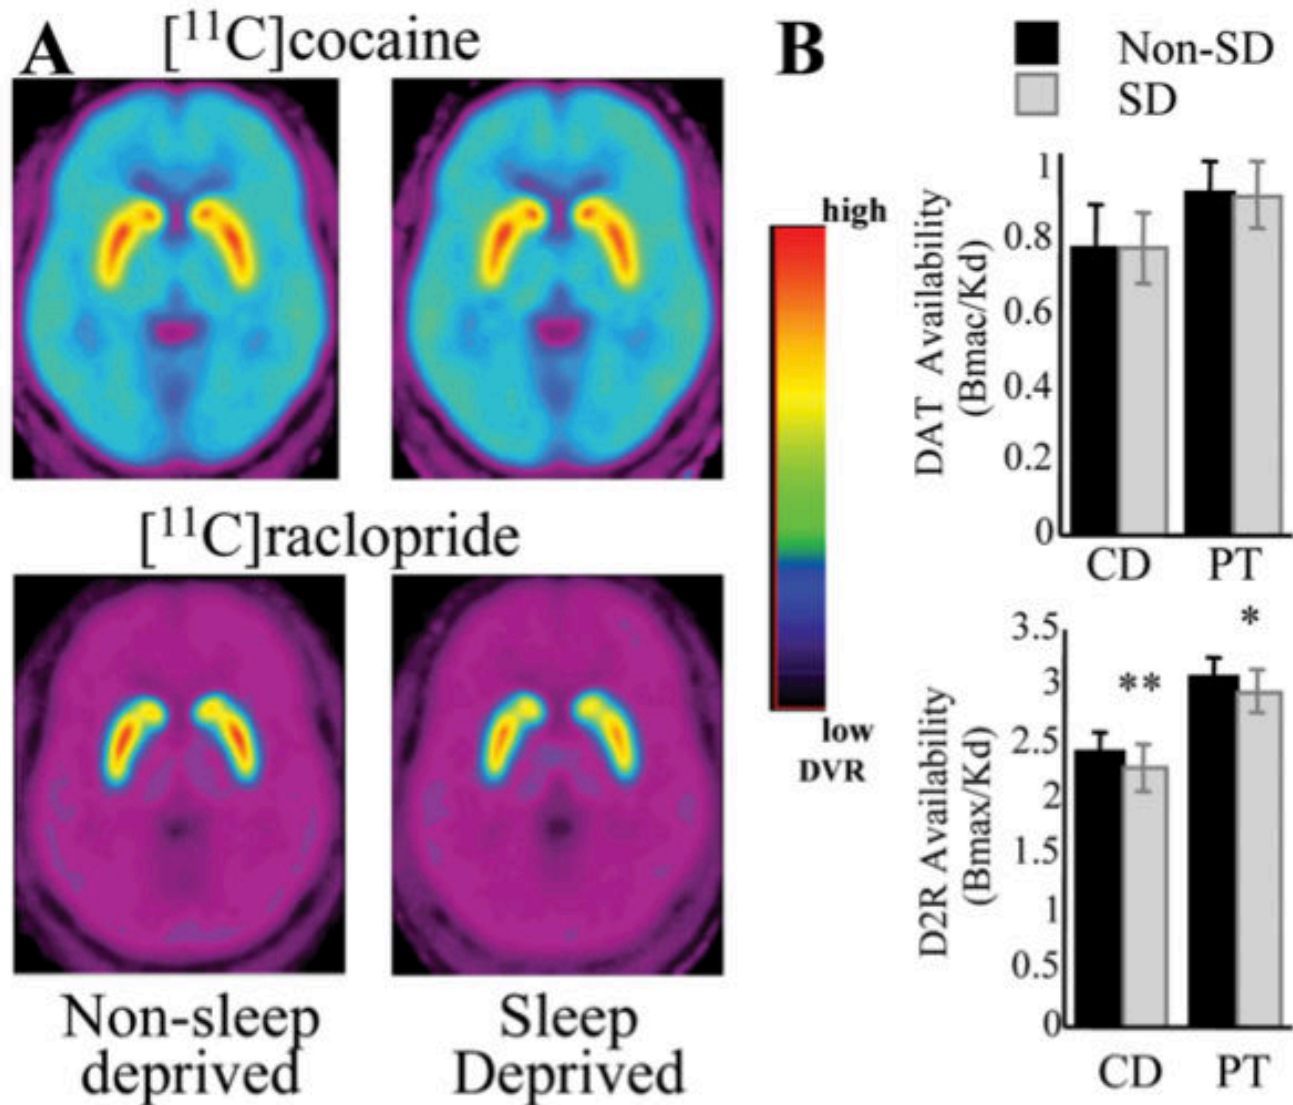 A
[¹¹C]cocaine
[¹¹C]raclopride
Non-sleep
deprived
Sleep
Deprived
high
low
DVR
B
Non-SD
SD
DAT Availability
(Bmac/Kd)
1
0.8
0.6
0.4
0.2
0
CD PT
D2R Availability
(Bmax/Kd)
3.5
3
2.5
2
1.5
1
0.5
0
**
*
CD PT